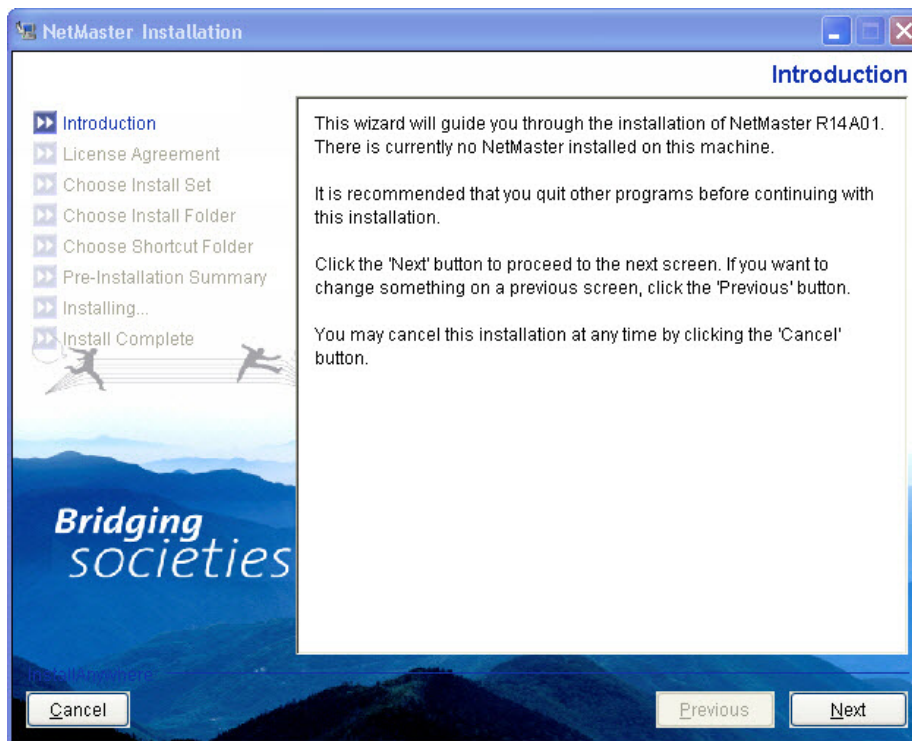 NetMaster Installation
Introduction
Introduction
License Agreement
Choose Install Set
Choose Install Folder
Choose Shortcut Folder
Pre-Installation Summary
Installing...
Install Complete
This wizard will guide you through the installation of NetMaster R14A01.
There is currently no NetMaster installed on this machine.
It is recommended that you quit other programs before continuing with
this installation.
Click the 'Next' button to proceed to the next screen. If you want to
change something on a previous screen, click the 'Previous' button.
You may cancel this installation at any time by clicking the 'Cancel'
button.
Bridging
societies
InstallAnywhere
Cancel
Previous
Next